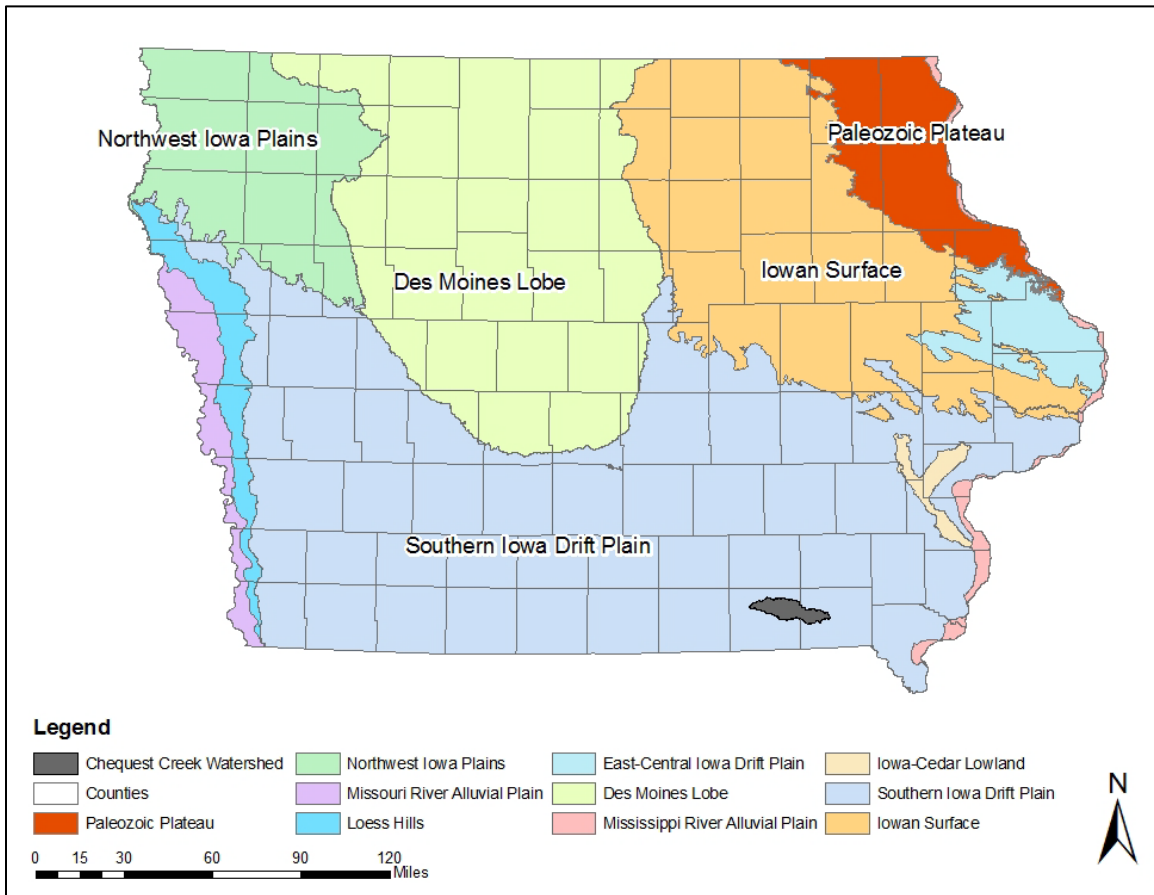 Northwest Iowa Plains
Paleozoic Plateau
Des Moines Lobe
Iowan Surface
Southern Iowa Drift Plain
Legend
Chequest Creek Watershed
Northwest Iowa Plains
East-Central Iowa Drift Plain
Iowa-Cedar Lowland
Counties
Missouri River Alluvial Plain
Des Moines Lobe
Southern Iowa Drift Plain
Paleozoic Plateau
Loess Hills
Mississippi River Alluvial Plain
Iowan Surface
N
0 15 30 60 90 120
Miles